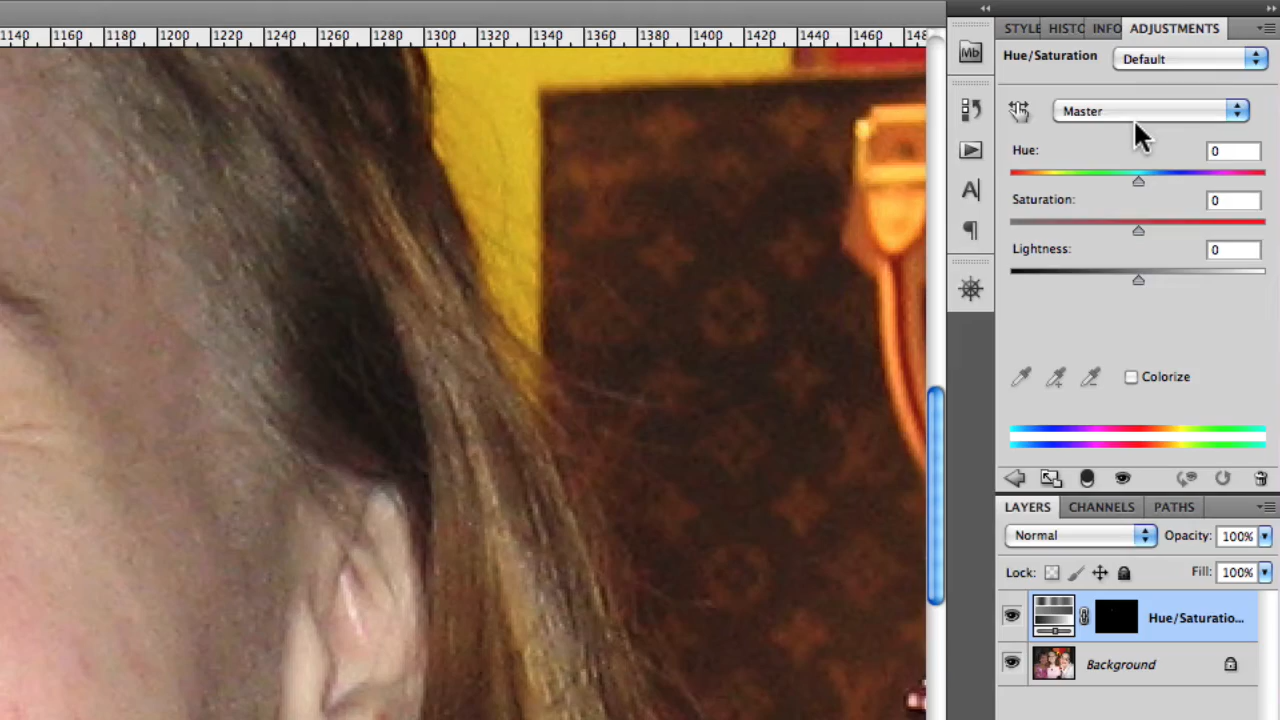 1140 1160 1180 1200 1220 1240 1260 1280 1300 1320 1340 1360 1380 1400 1420 1440 1460 148
STYLE HISTO INFO ADJUSTMENTS
Hue/Saturation Default
Mb
Master
Hue: 0
Saturation: 0
A
¶
Lightness: 0
Colorize
LAYERS CHANNELS PATHS
Normal Opacity: 100%
Lock: Fill: 100%
Hue/Saturatio...
Background